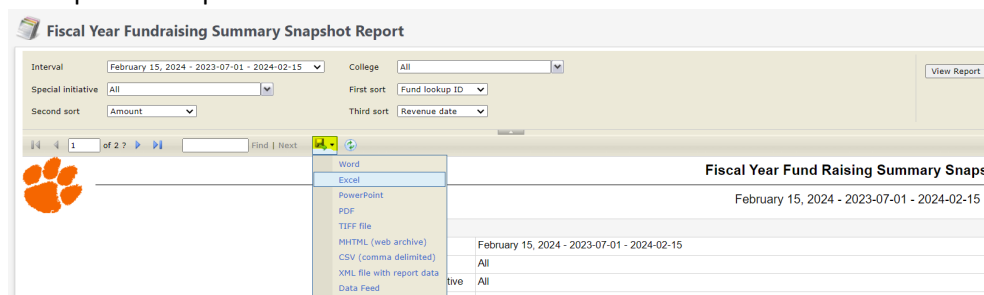 Fiscal Year Fundraising Summary Snapshot Report
Interval February 15, 2024 - 2023-07-01 - 2024-02-15 College All View Report
Special initiative All First sort Fund lookup ID
Second sort Amount Third sort Revenue date
1 of 2 ? Find | Next
Word
Excel
PowerPoint
PDF
TIFF file
MHTML (web archive)
CSV (comma delimited)
XML file with report data
Data Feed
Fiscal Year Fund Raising Summary Snaps
February 15, 2024 - 2023-07-01 - 2024-02-15
February 15, 2024 - 2023-07-01 - 2024-02-15
All
tive All